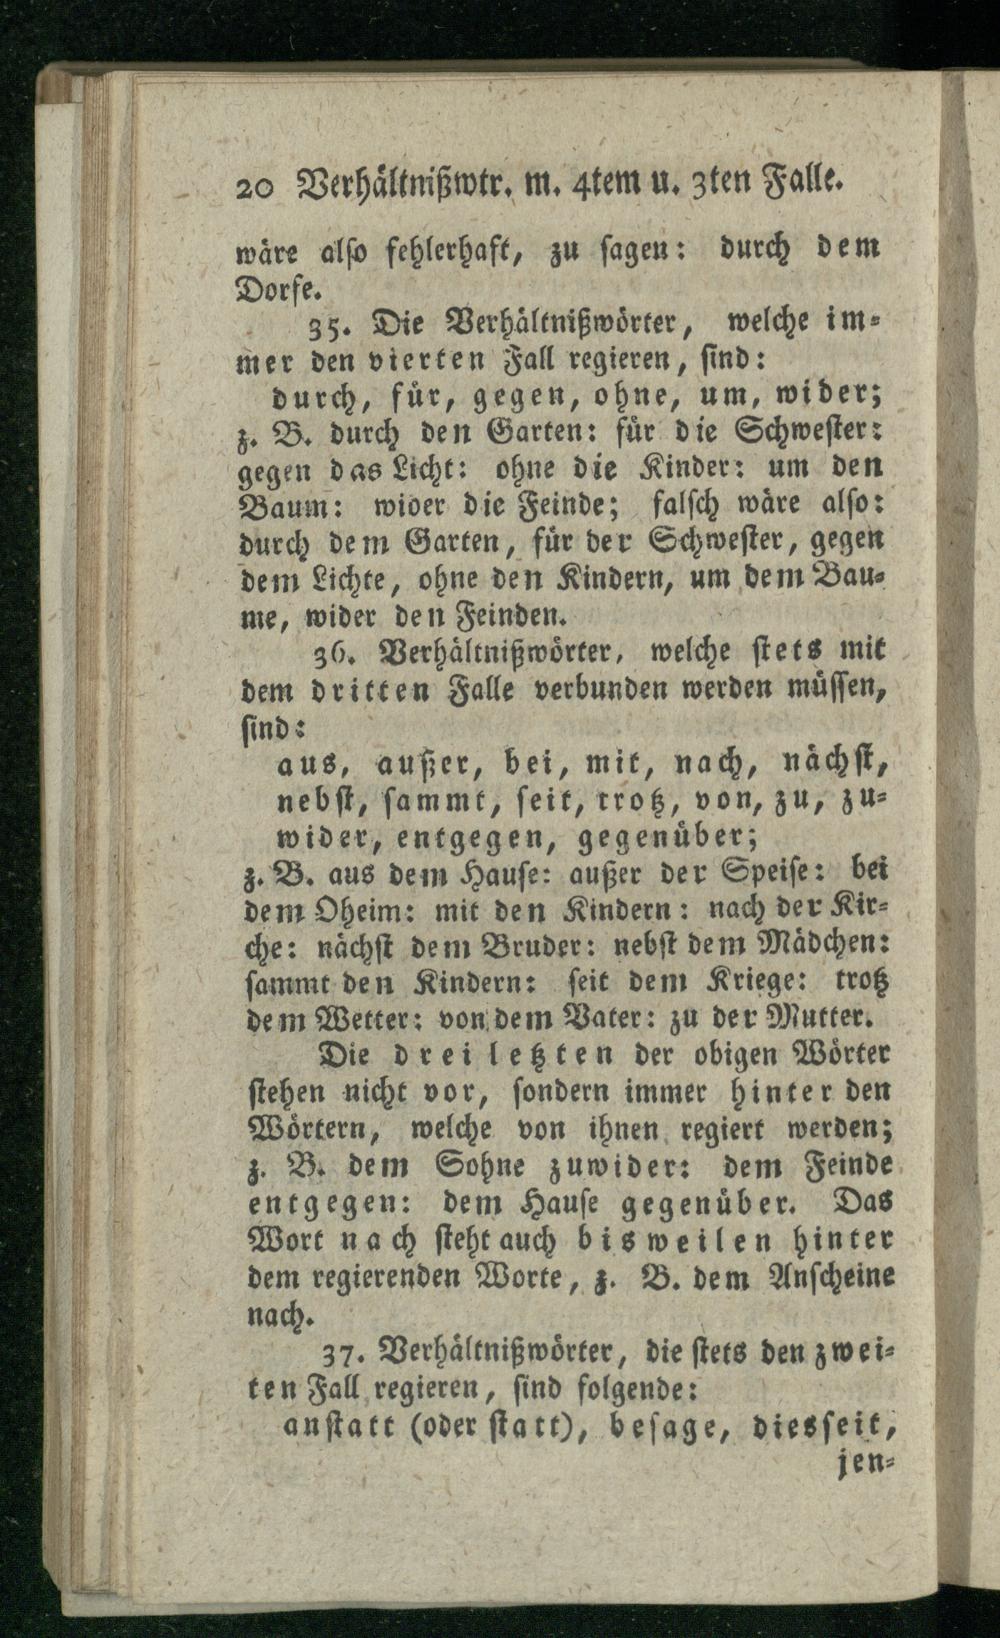 20 Verhältnißwtr. m. 4tem u. 3ten Falle.
wäre also fehlerhaft, zu sagen: durch dem
Dorfe.
35. Die Verhältnißwörter, welche im-
mer den vierten Fall regieren, sind:
durch, für, gegen, ohne, um, wider;
z. B. durch den Garten: für die Schwester:
gegen das Licht: ohne die Kinder: um den
Baum: wider die Feinde; falsch wäre also:
durch dem Garten, für der Schwester, gegen
dem Lichte, ohne den Kindern, um dem Bau-
me, wider den Feinden.
36. Verhältnißwörter, welche stets mit
dem dritten Falle verbunden werden müssen,
sind:
aus, außer, bei, mit, nach, nächst,
nebst, sammt, seit, trotz, von, zu, zu-
wider, entgegen, gegenüber;
z. B. aus dem Hause: außer der Speise: bei
dem Oheim: mit den Kindern: nach der Kir-
che: nächst dem Bruder: nebst dem Mädchen:
sammt den Kindern: seit dem Kriege: trotz
dem Wetter: von dem Vater: zu der Mutter.
Die drei letzten der obigen Wörter
stehen nicht vor, sondern immer hinter den
Wörtern, welche von ihnen regiert werden;
z. B. dem Sohne zuwider: dem Feinde
entgegen: dem Hause gegenüber. Das
Wort nach steht auch bisweilen hinter
dem regierenden Worte, z. B. dem Anscheine
nach.
37. Verhältnißwörter, die stets den zwei-
ten Fall regieren, sind folgende:
anstatt (oder statt), besage, diesseit,
jen-